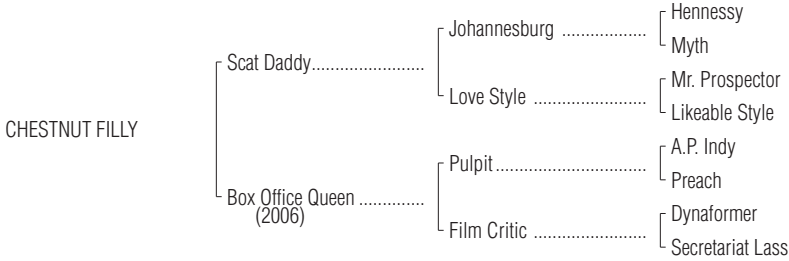 Hennessy
Johannesburg ..................
Myth
Scat Daddy........................
Mr. Prospector
Love Style ........................
Likeable Style
CHESTNUT FILLY
A.P. Indy
Pulpit................................
Preach
Box Office Queen ..............
(2006)
Dynaformer
Film Critic ........................
Secretariat Lass